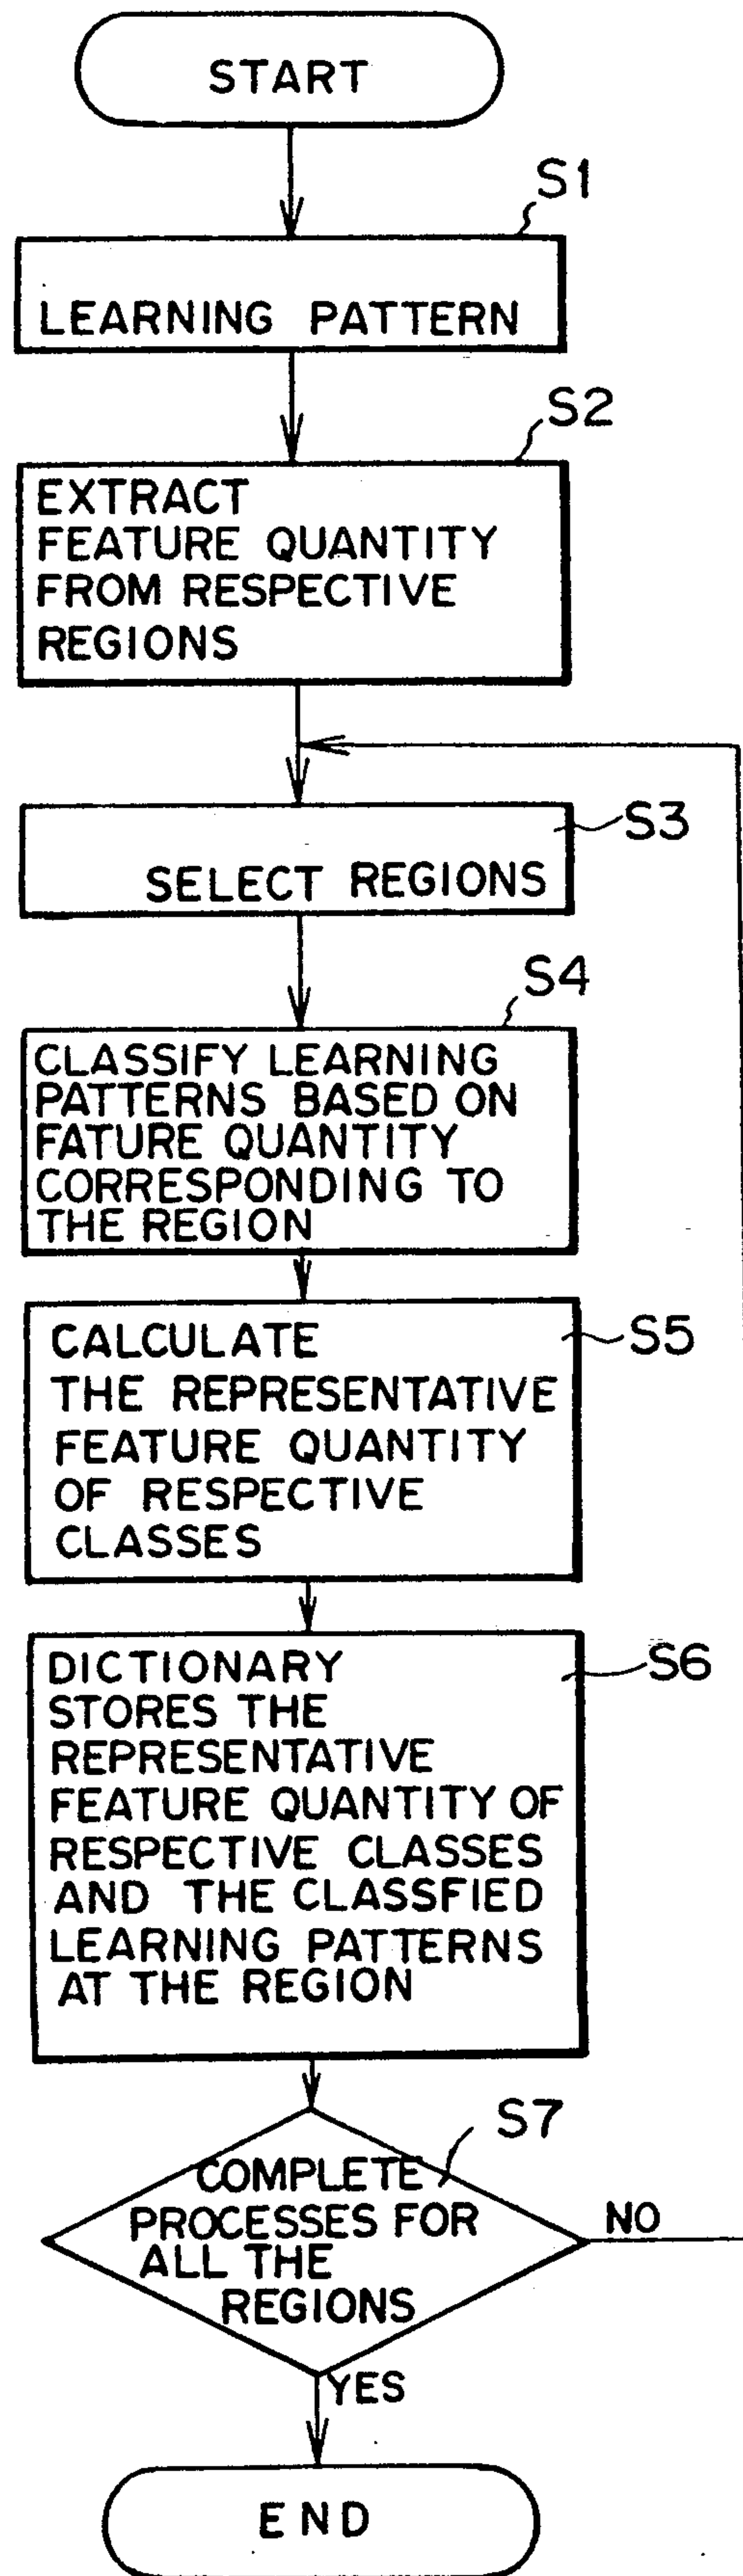 START
S1
LEARNING PATTERN
S2
EXTRACT
FEATURE QUANTITY
FROM RESPECTIVE
REGIONS
S3
SELECT REGIONS
S4
CLASSIFY LEARNING
PATTERNS BASED ON
FATURE QUANTITY
CORRESPONDING TO
THE REGION
S5
CALCULATE
THE REPRESENTATIVE
FEATURE QUANTITY
OF RESPECTIVE
CLASSES
S6
DICTIONARY
STORES THE
REPRESENTATIVE
FEATURE QUANTITY OF
RESPECTIVE CLASSES
AND THE CLASSFIED
LEARNING PATTERNS
AT THE REGION
S7
COMPLETE
PROCESSES FOR
ALL THE
REGIONS
NO
YES
END